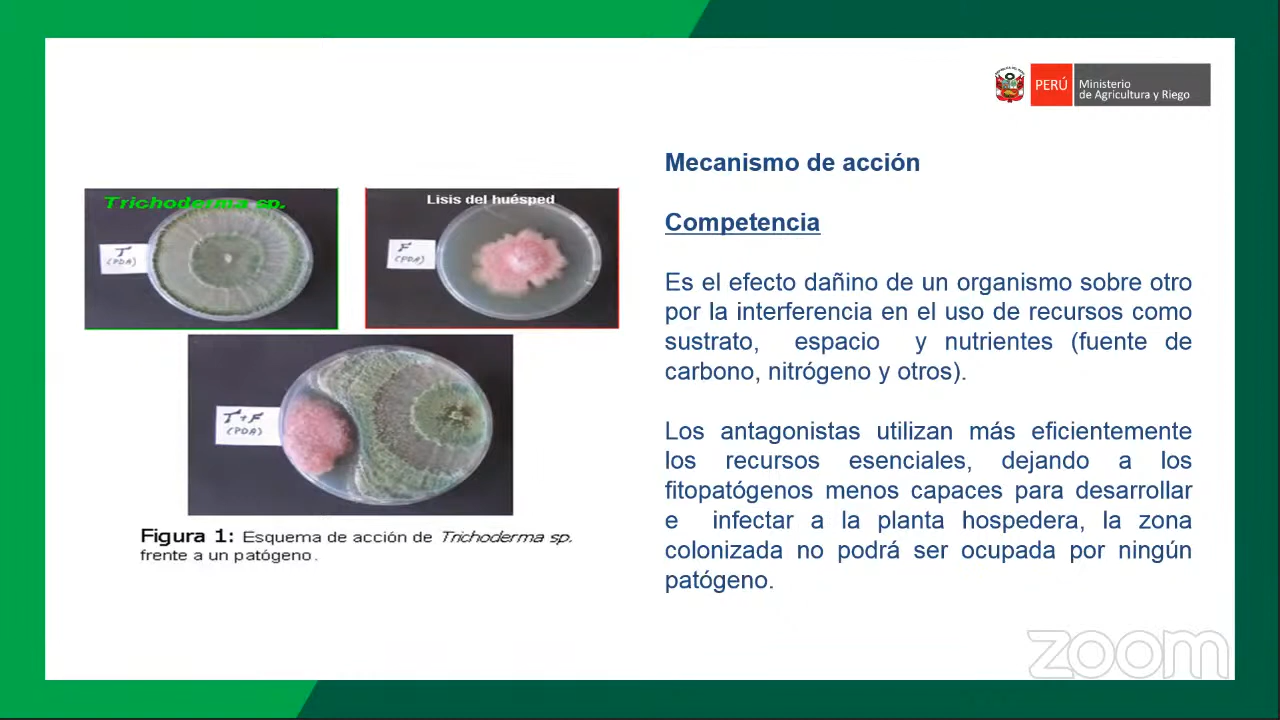 PERÚ
Ministerio
de Agricultura y Riego
Mecanismo de acción
Competencia
Es el efecto dañino de un organismo sobre otro
por la interferencia en el uso de recursos como
sustrato, espacio y nutrientes (fuente de
carbono, nitrógeno y otros).
Los antagonistas utilizan más eficientemente
los recursos esenciales, dejando a los
fitopatógenos menos capaces para desarrollar
e infectar a la planta hospedera, la zona
colonizada no podrá ser ocupada por ningún
patógeno.
Trichoderma sp.
T
(PDA)
Lisis del huésped
F
(PDA)
T+F
(PDA)
Figura 1: Esquema de acción de Trichoderma sp.
frente a un patógeno.
zoom